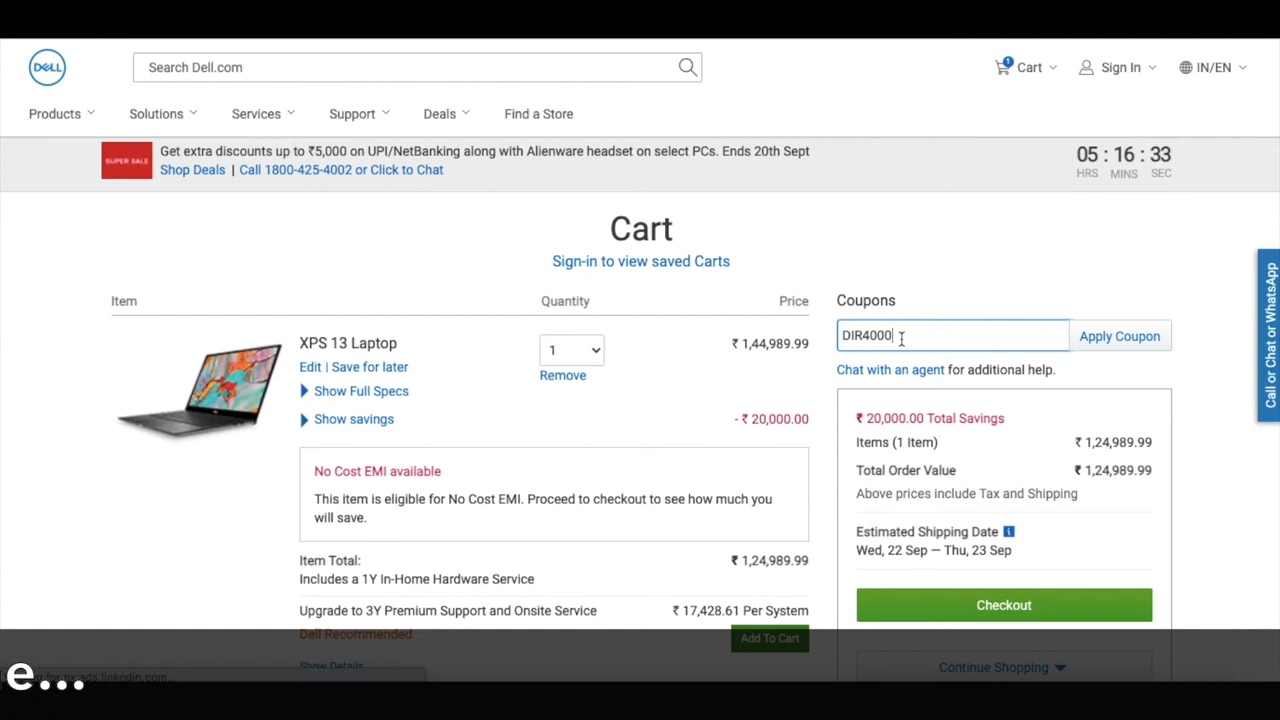 DELL
Search Dell.com
1
Cart
Sign In
IN/EN
Products
Solutions
Services
Support
Deals
Find a Store
SUPER SALE
Get extra discounts up to ₹5,000 on UPI/NetBanking along with Alienware headset on select PCs. Ends 20th Sept
Shop Deals | Call 1800-425-4002 or Click to Chat
05 : 16 : 33
HRS MINS SEC
Cart
Sign-in to view saved Carts
Item
Quantity
Price
XPS 13 Laptop
1
₹ 1,44,989.99
Edit | Save for later
Remove
Show Full Specs
Show savings
- ₹ 20,000.00
No Cost EMI available
This item is eligible for No Cost EMI. Proceed to checkout to see how much you
will save.
Item Total:
₹ 1,24,989.99
Includes a 1Y In-Home Hardware Service
Upgrade to 3Y Premium Support and Onsite Service
₹ 17,428.61 Per System
Dell Recommended
Add To Cart
Show Details
Coupons
DIR4000
Apply Coupon
Chat with an agent for additional help.
₹ 20,000.00 Total Savings
Items (1 Item)
₹ 1,24,989.99
Total Order Value
₹ 1,24,989.99
Above prices include Tax and Shipping
Estimated Shipping Date i
Wed, 22 Sep — Thu, 23 Sep
Checkout
Continue Shopping
Call or Chat or WhatsApp
e...
ads.linkedin.com...